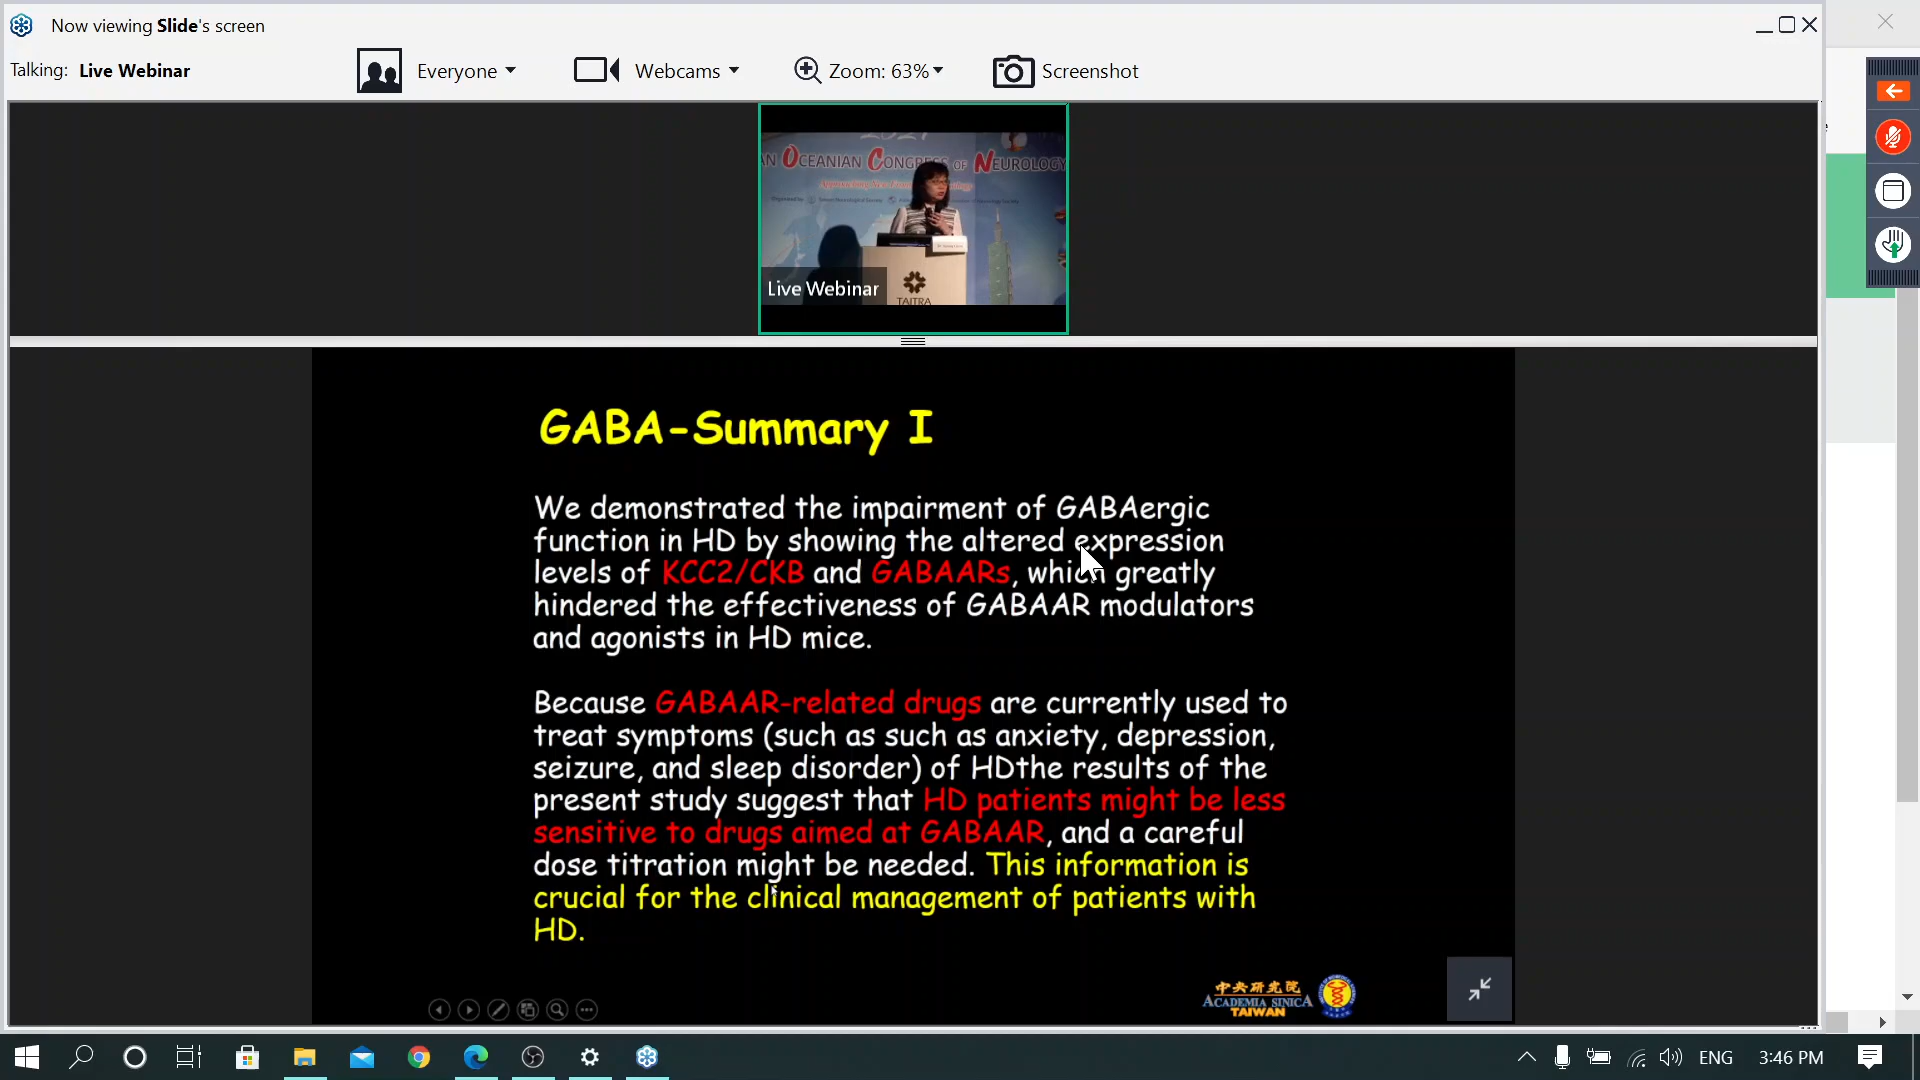 Now viewing Slide's screen
Talking: Live Webinar
Everyone
Webcams
Zoom: 63%
Screenshot
AN OCEANIAN CONGRESS OF NEUROLOGY
TAITRA
Live Webinar
GABA-Summary I
We demonstrated the impairment of GABAergic
function in HD by showing the altered expression
levels of KCC2/CKB and GABAARs, which greatly
hindered the effectiveness of GABAAR modulators
and agonists in HD mice.
Because GABAAR-related drugs are currently used to
treat symptoms (such as such as anxiety, depression,
seizure, and sleep disorder) of HDthe results of the
present study suggest that HD patients might be less
sensitive to drugs aimed at GABAAR, and a careful
dose titration might be needed. This information is
crucial for the clinical management of patients with
HD.
中央研究院
ACADEMIA SINICA
TAIWAN
ENG
3:46 PM